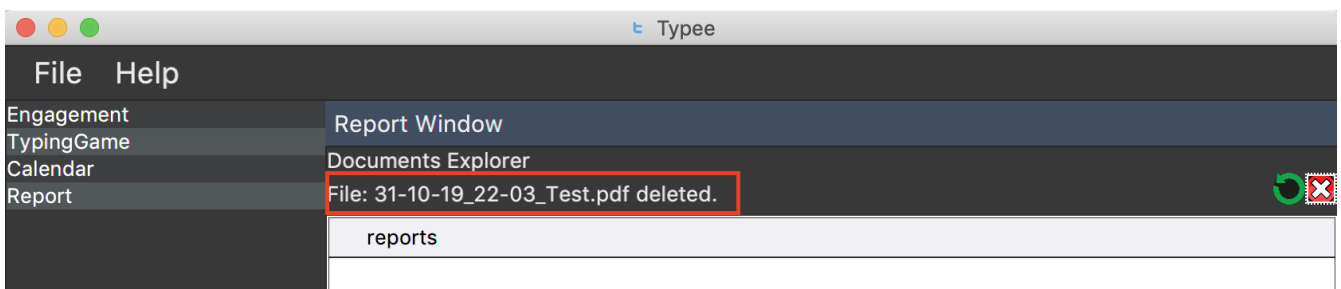 Typee
File Help
Engagement
TypingGame
Calendar
Report
Report Window
Documents Explorer
File: 31-10-19_22-03_Test.pdf deleted.
reports